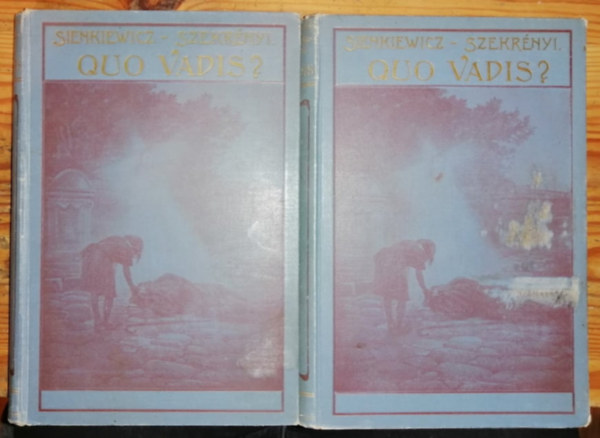 SIENKIEWICZ - SZEKRÉNYI.
QUO VADIS?
SIENKIEWICZ - SZEKRÉNYI.
QUO VADIS?